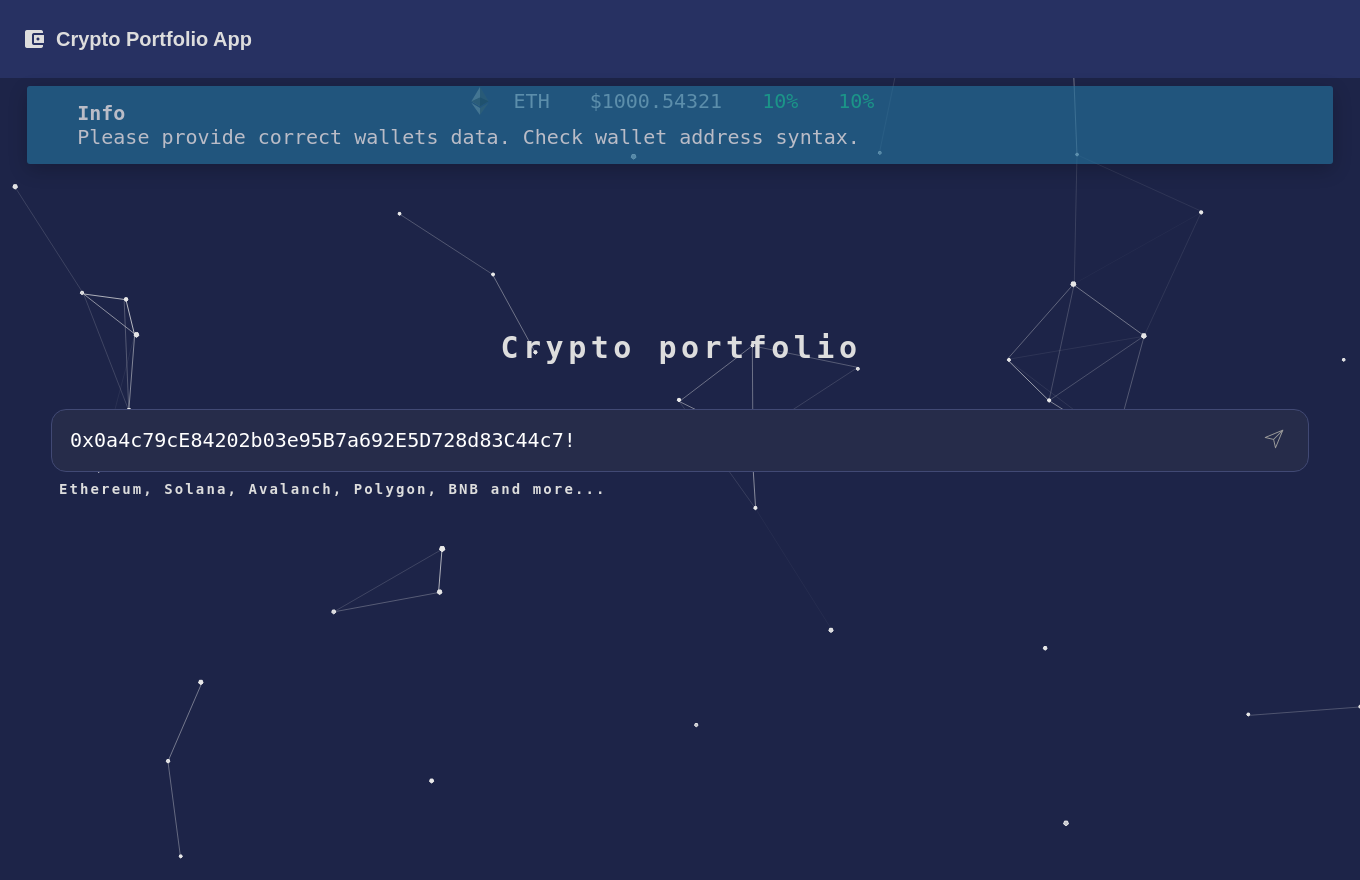 Crypto Portfolio App
ETH $1000.54321 10% 10%
Info
Please provide correct wallets data. Check wallet address syntax.
Crypto portfolio
0x0a4c79cE84202b03e95B7a692E5D728d83C44c7!
Ethereum, Solana, Avalanch, Polygon, BNB and more...